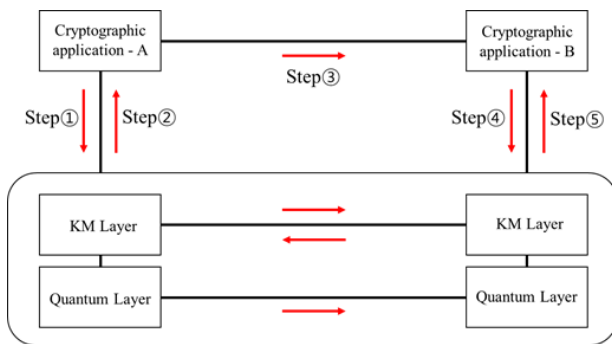 Cryptographic
application - A
Cryptographic
application - B
Step③
Step①
Step②
Step④
Step⑤
KM Layer
KM Layer
Quantum Layer
Quantum Layer